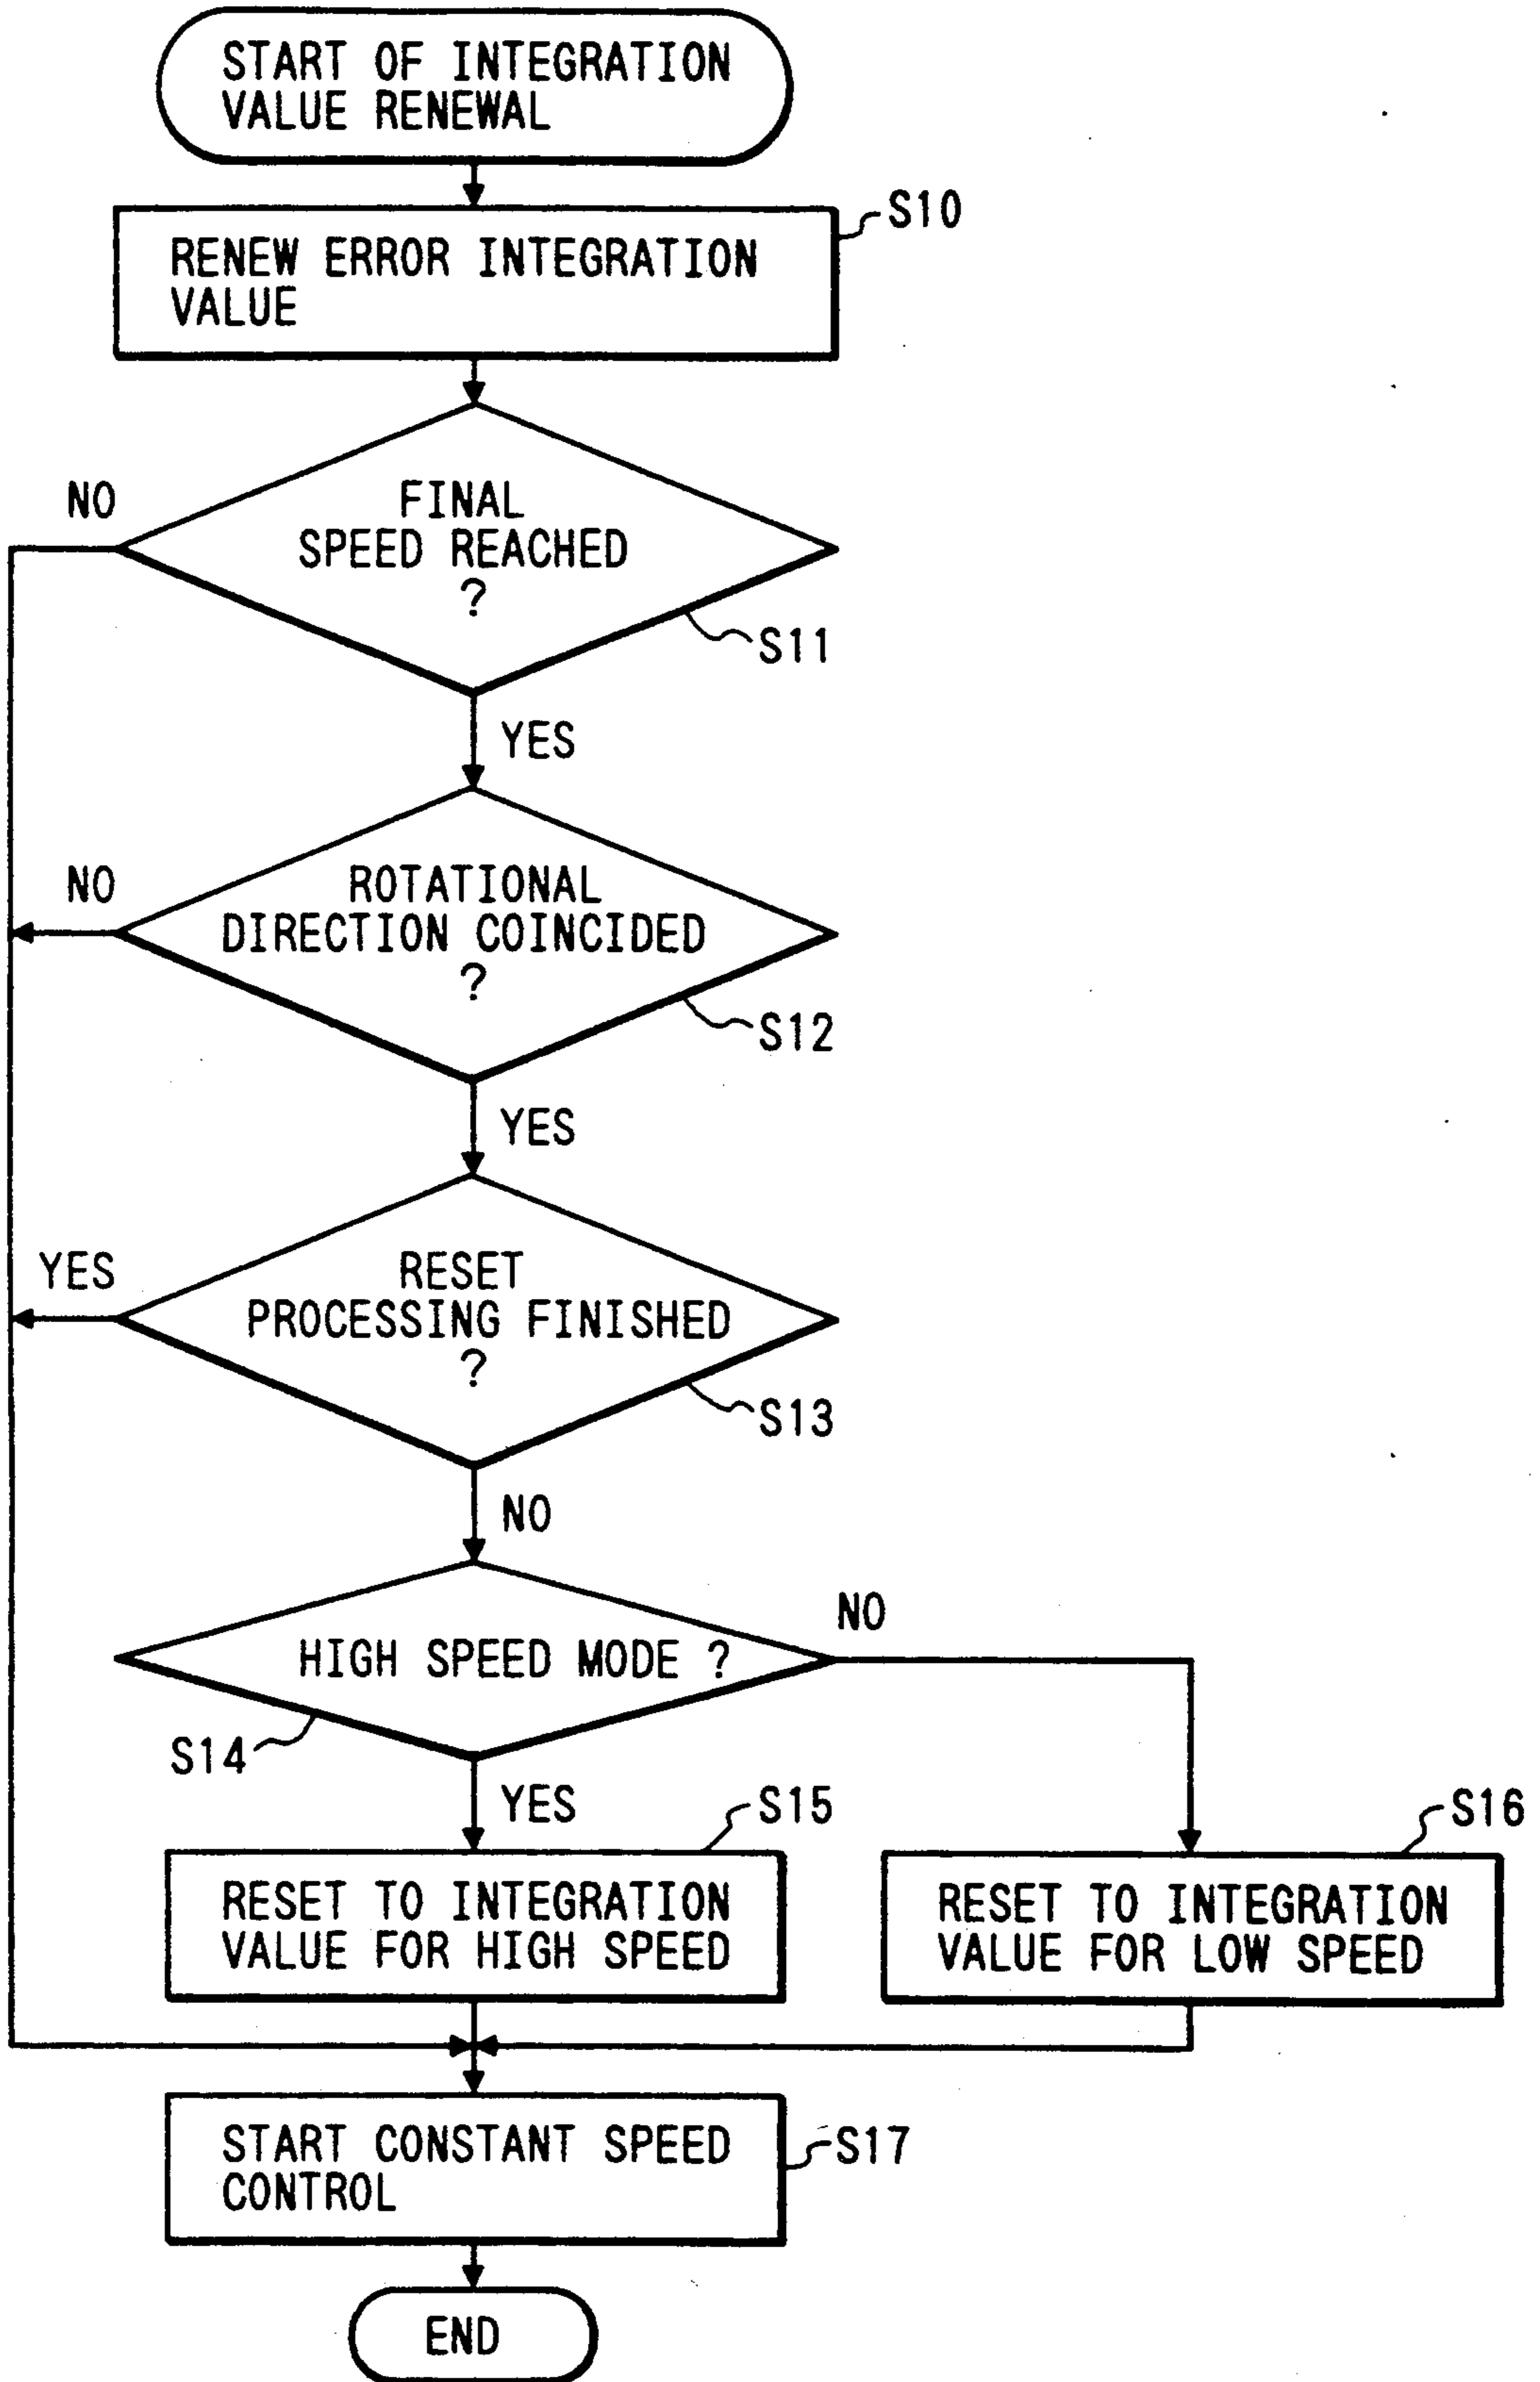 START OF INTEGRATION
VALUE RENEWAL
S10
RENEW ERROR INTEGRATION
VALUE
NO
FINAL
SPEED REACHED
?
S11
YES
NO
ROTATIONAL
DIRECTION COINCIDED
?
S12
YES
YES
RESET
PROCESSING FINISHED
?
S13
NO
NO
HIGH SPEED MODE ?
S14
YES
S15
S16
RESET TO INTEGRATION
VALUE FOR HIGH SPEED
RESET TO INTEGRATION
VALUE FOR LOW SPEED
START CONSTANT SPEED
CONTROL
S17
END